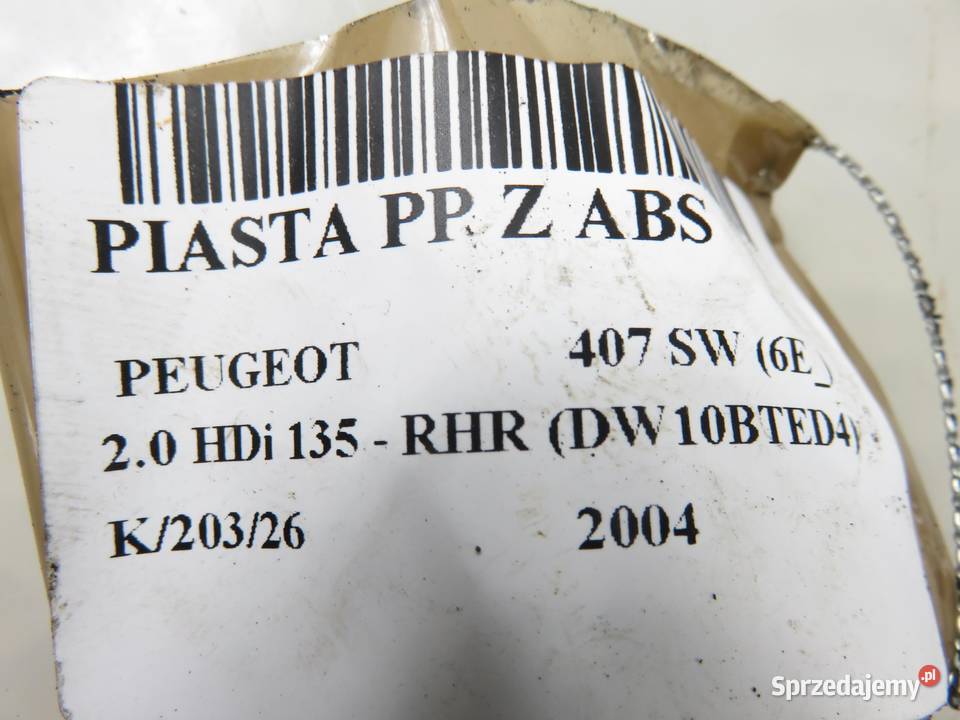 PIASTA PP. Z ABS
PEUGEOT 407 SW (6E_)
2.0 HDi 135 - RHR (DW10BTED4)
K/203/26 2004
Sprzedajemy.pl